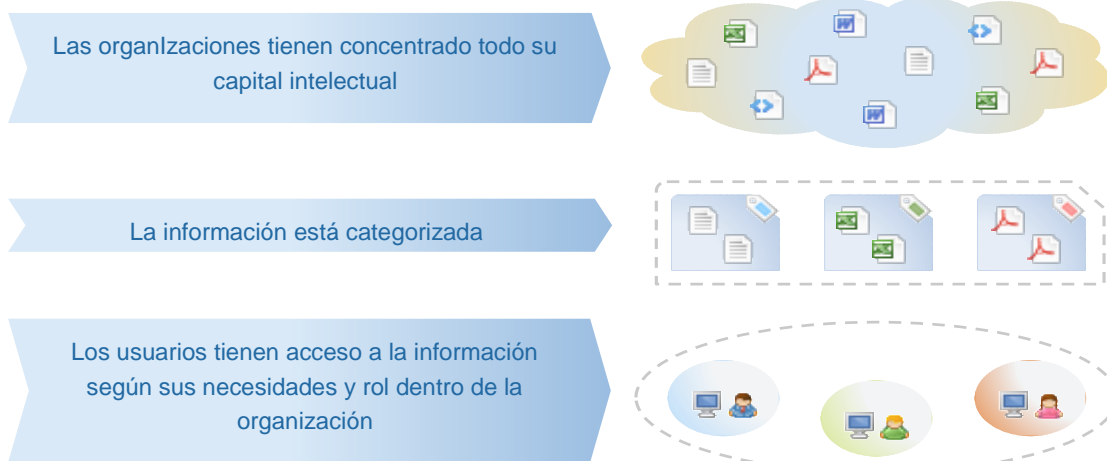 Las organIzaciones tienen concentrado todo su
capital intelectual
La información está categorizada
Los usuarios tienen acceso a la información
según sus necesidades y rol dentro de la
organización